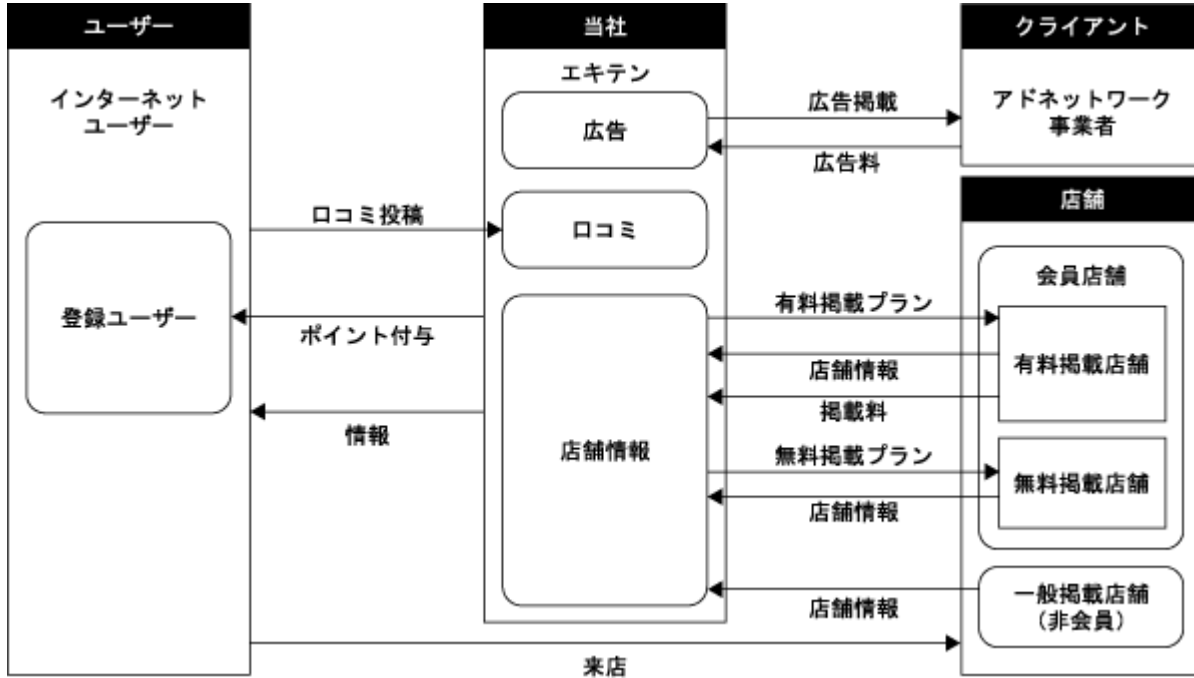 ユーザー
インターネット
ユーザー
登録ユーザー
口コミ投稿
ポイント付与
情報
当社
エキテン
広告
口コミ
店舗情報
広告掲載
広告料
有料掲載プラン
店舗情報
掲載料
無料掲載プラン
店舗情報
店舗情報
来店
クライアント
アドネットワーク
事業者
店舗
会員店舗
有料掲載店舗
無料掲載店舗
一般掲載店舗
（非会員）